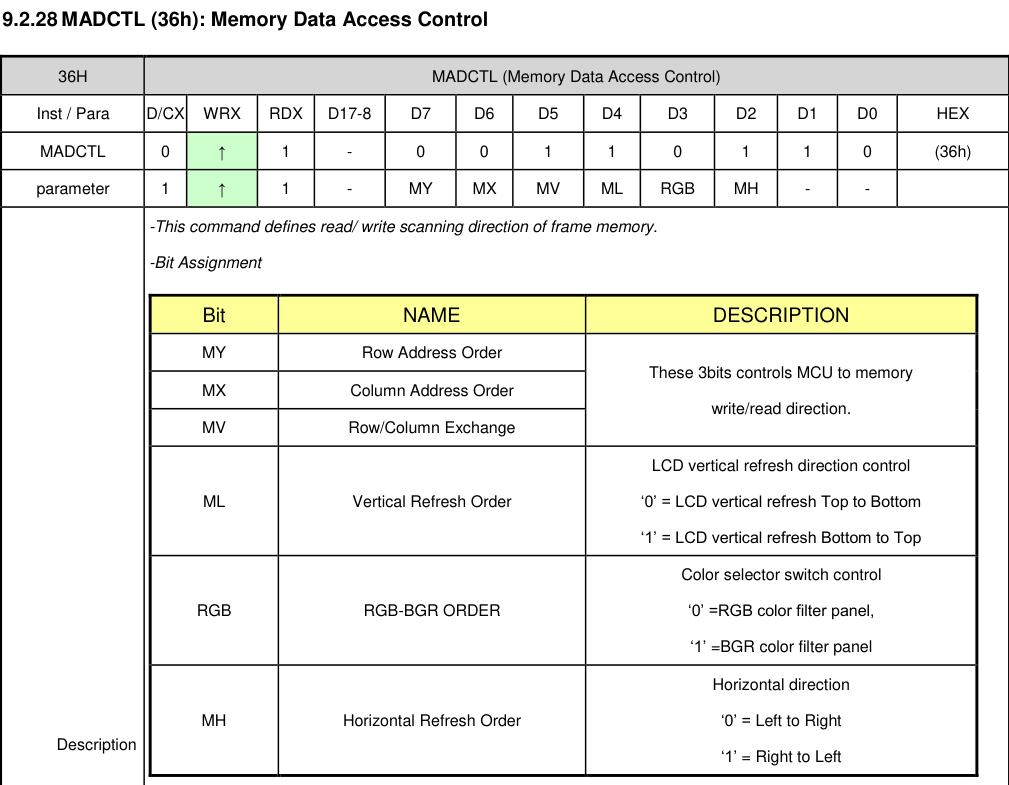 9.2.28 MADCTL (36h): Memory Data Access Control
36H MADCTL (Memory Data Access Control)
Inst / Para D/CX WRX RDX D17-8 D7 D6 D5 D4 D3 D2 D1 D0 HEX
MADCTL 0 ↑ 1 - 0 0 1 1 0 1 1 0 (36h)
parameter 1 ↑ 1 - MY MX MV ML RGB MH - -
-This command defines read/ write scanning direction of frame memory.
-Bit Assignment
Bit NAME DESCRIPTION
MY Row Address Order
MX Column Address Order
MV Row/Column Exchange
These 3bits controls MCU to memory
write/read direction.
ML Vertical Refresh Order
LCD vertical refresh direction control
‘0’ = LCD vertical refresh Top to Bottom
‘1’ = LCD vertical refresh Bottom to Top
RGB RGB-BGR ORDER
Color selector switch control
‘0’ =RGB color filter panel,
‘1’ =BGR color filter panel
MH Horizontal Refresh Order
Horizontal direction
‘0’ = Left to Right
‘1’ = Right to Left
Description